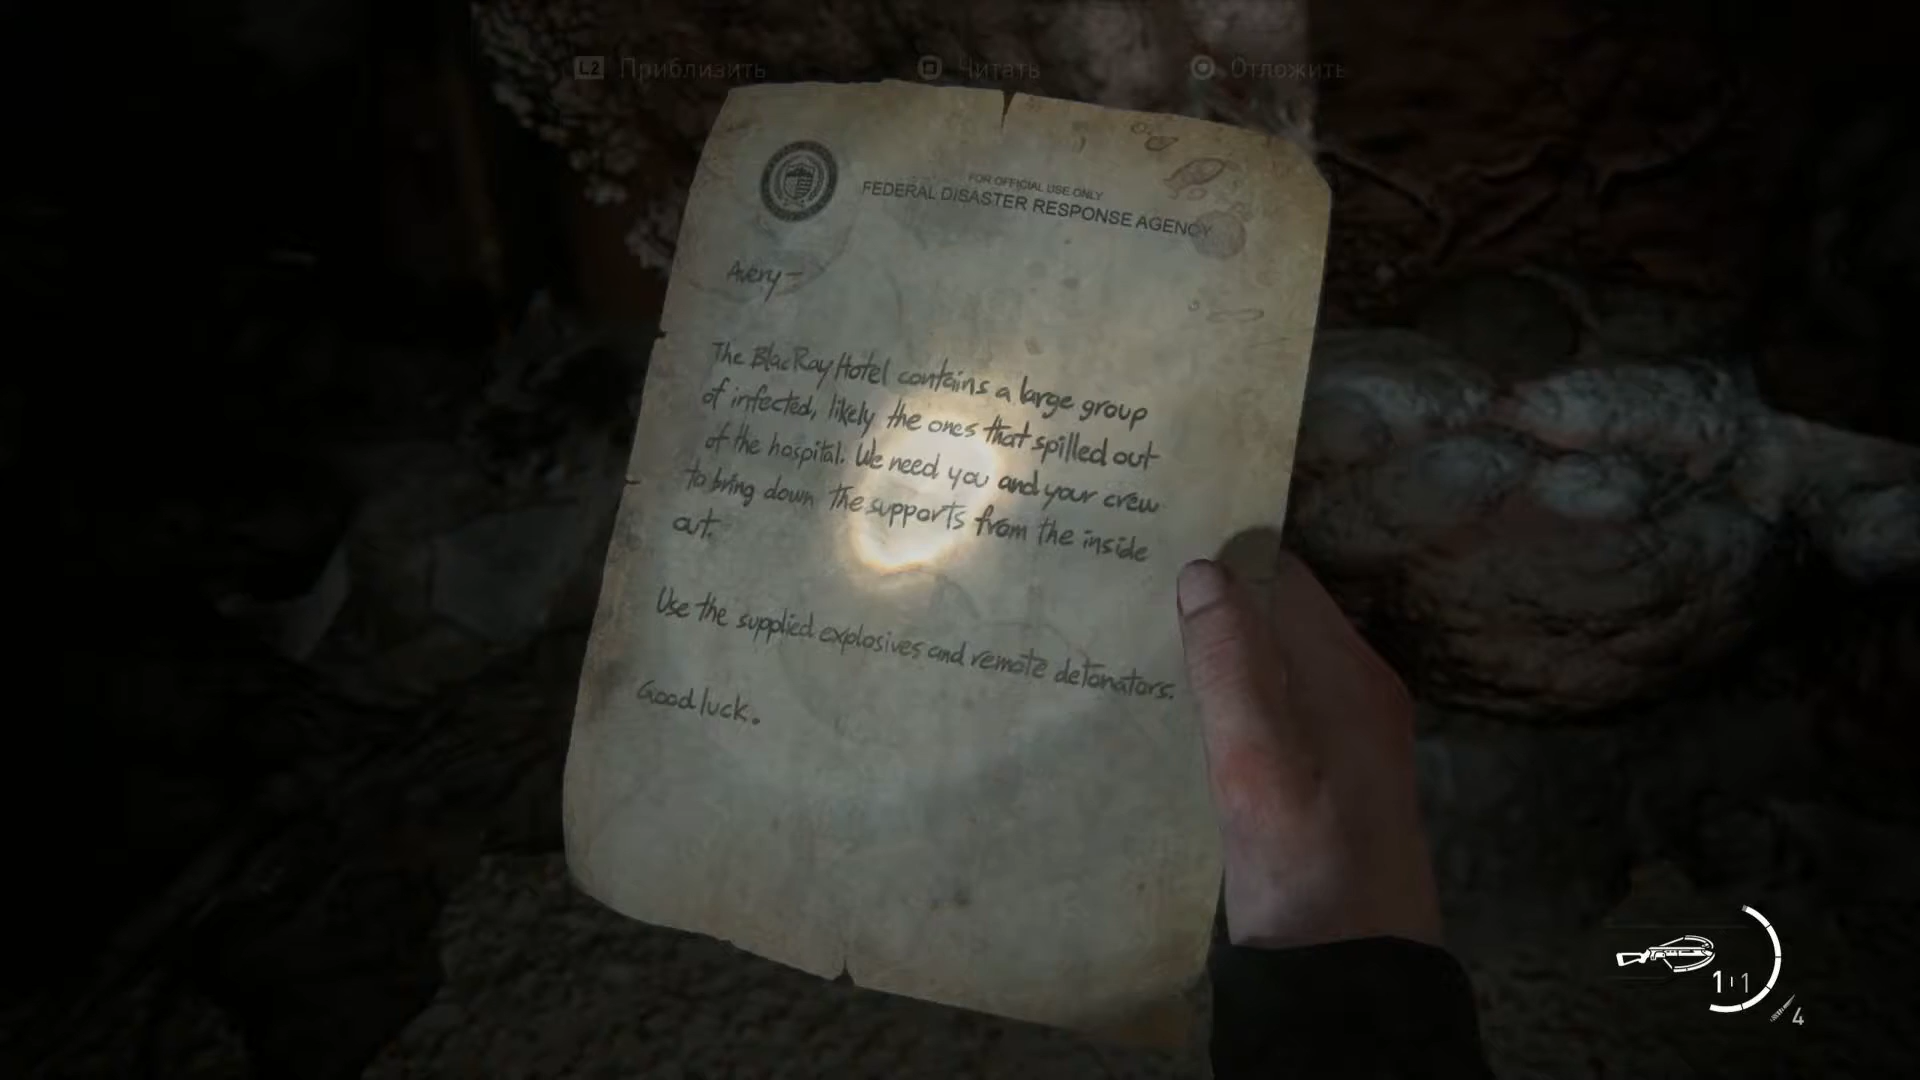 L2 Приблизить Читать Отложить
FOR OFFICIAL USE ONLY
FEDERAL DISASTER RESPONSE AGENCY
Avery—
The BlacRay Hotel contains a large group
of infected, likely the ones that spilled out
of the hospital. We need you and your crew
to bring down the supports from the inside
out.
Use the supplied explosives and remote detonators.
Good luck.
1 1
4